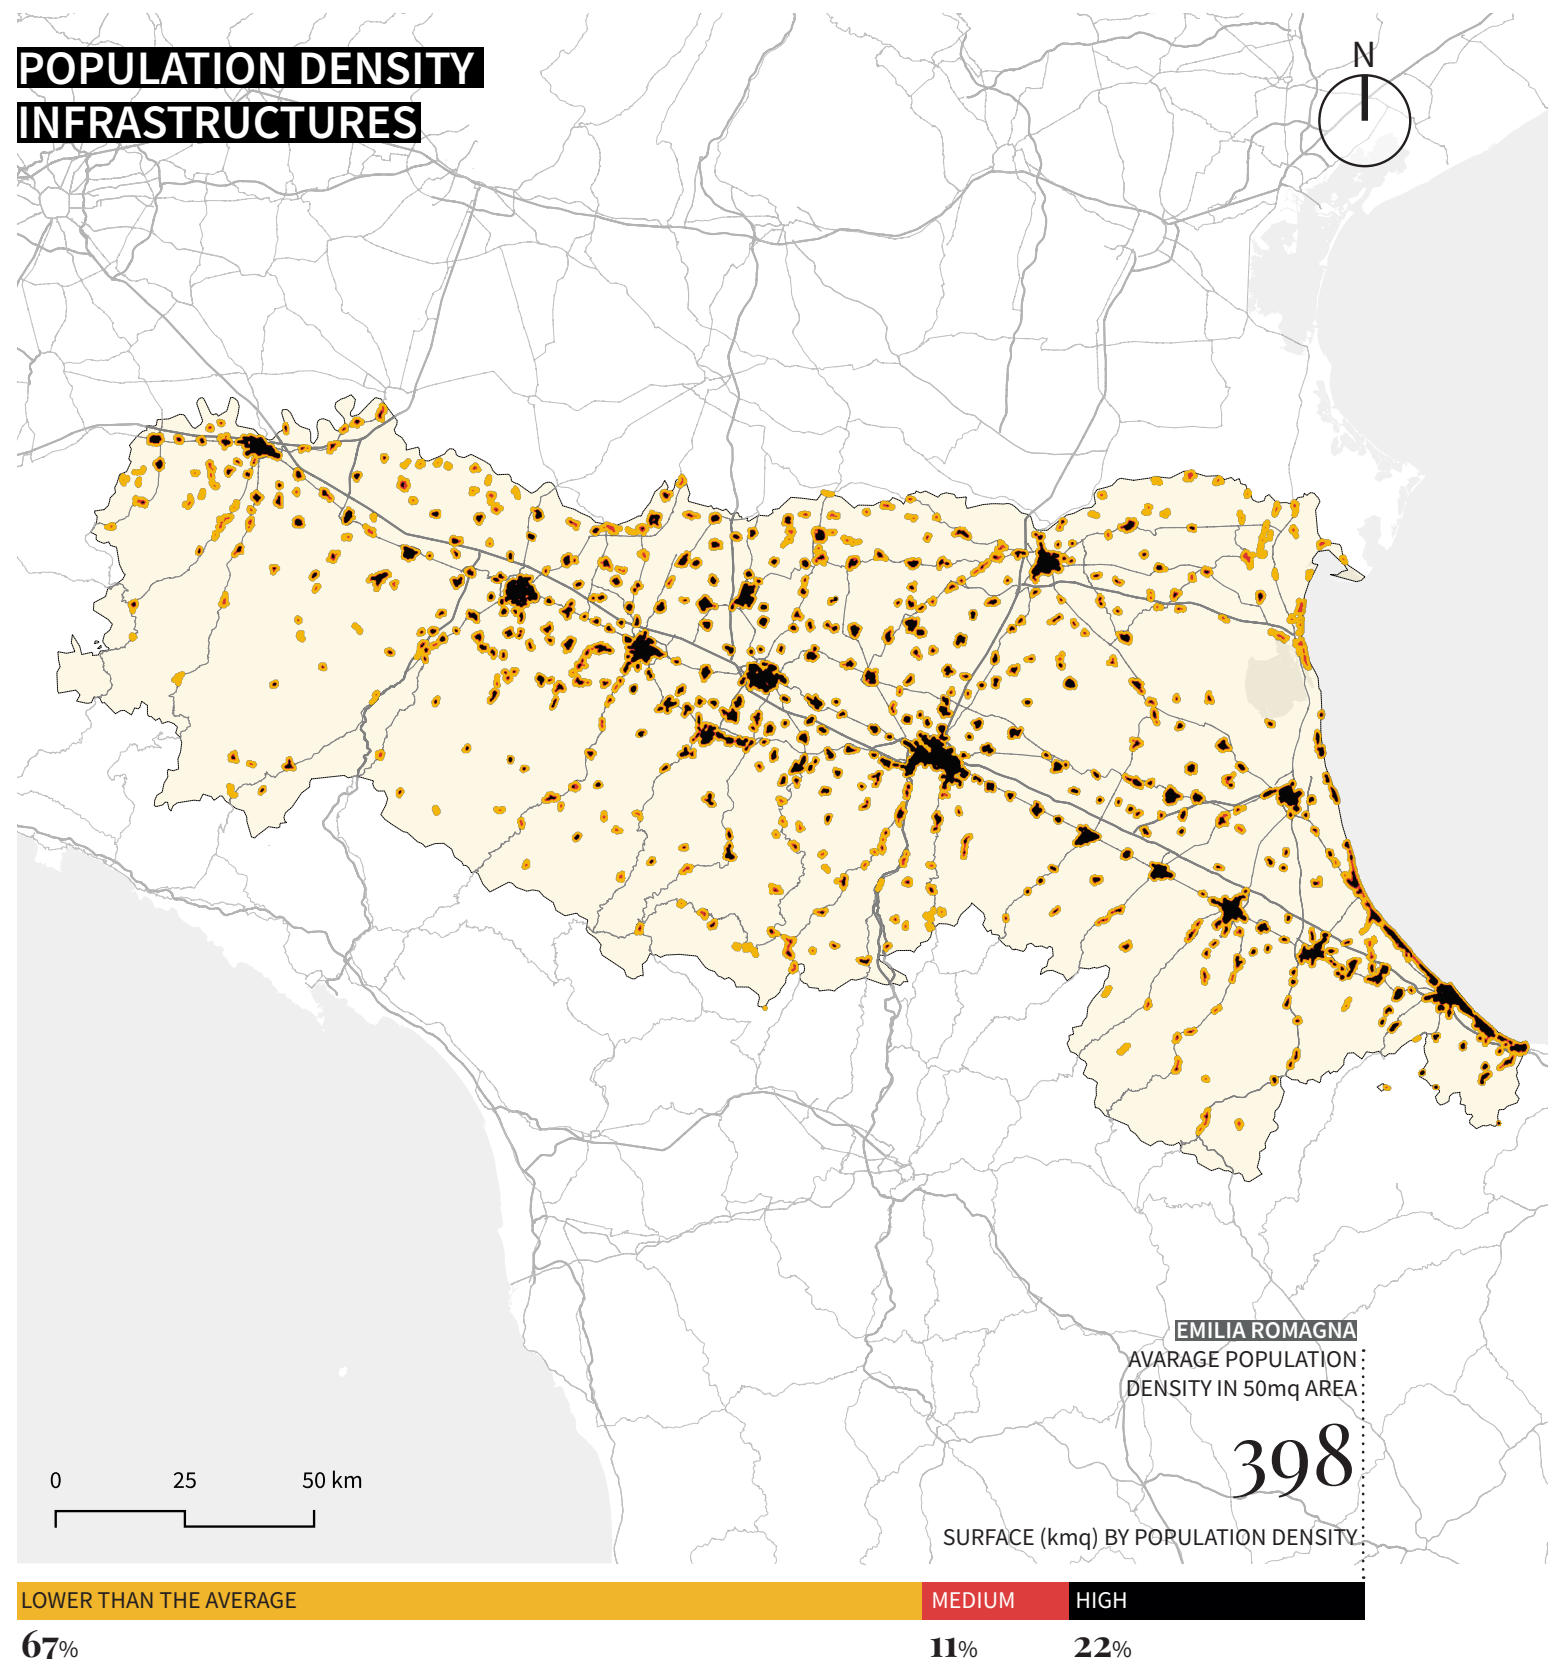 POPULATION DENSITY
INFRASTRUCTURES
N
EMILIA ROMAGNA
AVARAGE POPULATION
DENSITY IN 50mq AREA
398
0 25 50 km
SURFACE (kmq) BY POPULATION DENSITY
LOWER THAN THE AVERAGE MEDIUM HIGH
67% 11% 22%